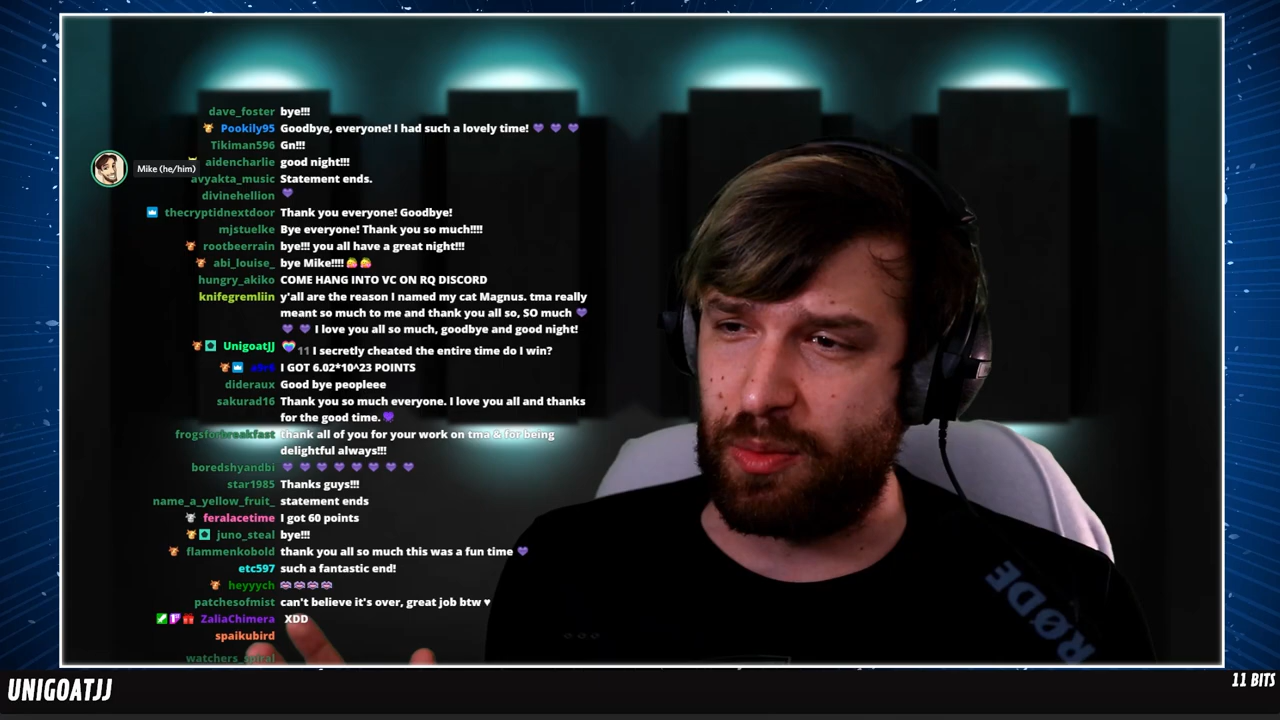 dave_foster bye!!!
Pookily95 Goodbye, everyone! I had such a lovely time! 💜 💜 💜
Tikiman596 Gn!!!
Mike (he/him)
aidencharlie good night!!!
avyakta_music Statement ends.
divinehellion 💜
thecryptidnextdoor Thank you everyone! Goodbye!
mjstuelke Bye everyone! Thank you so much!!!!
rootbeerrain bye!!! you all have a great night!!!
abi_louise_ bye Mike!!!!
hungry_akiko COME HANG INTO VC ON RQ DISCORD
knifegremliin y'all are the reason I named my cat Magnus. tma really
meant so much to me and thank you all so, SO much 💜
💜 💜 I love you all so much, goodbye and good night!
UnigoatJJ 11 I secretly cheated the entire time do I win?
I GOT 6.02*10^23 POINTS
dideraux Good bye peopleee
sakurad16 Thank you so much everyone. I love you all and thanks
for the good time. 💜
frogsforbreakfast thank all of you for your work on tma & for being
delightful always!!!
boredshyandbi 💜 💜 💜 💜 💜 💜 💜 💜
star1985 Thanks guys!!!
name_a_yellow_fruit_ statement ends
feralacetime I got 60 points
juno_steal bye!!!
flammenkobold thank you all so much this was a fun time 💜
etc597 such a fantastic end!
heyyych
patchesofmist can't believe it's over, great job btw ♥
ZaliaChimera XDD
spaikubird
watchers_spiral
RØDE
UNIGOATJJ
11 BITS